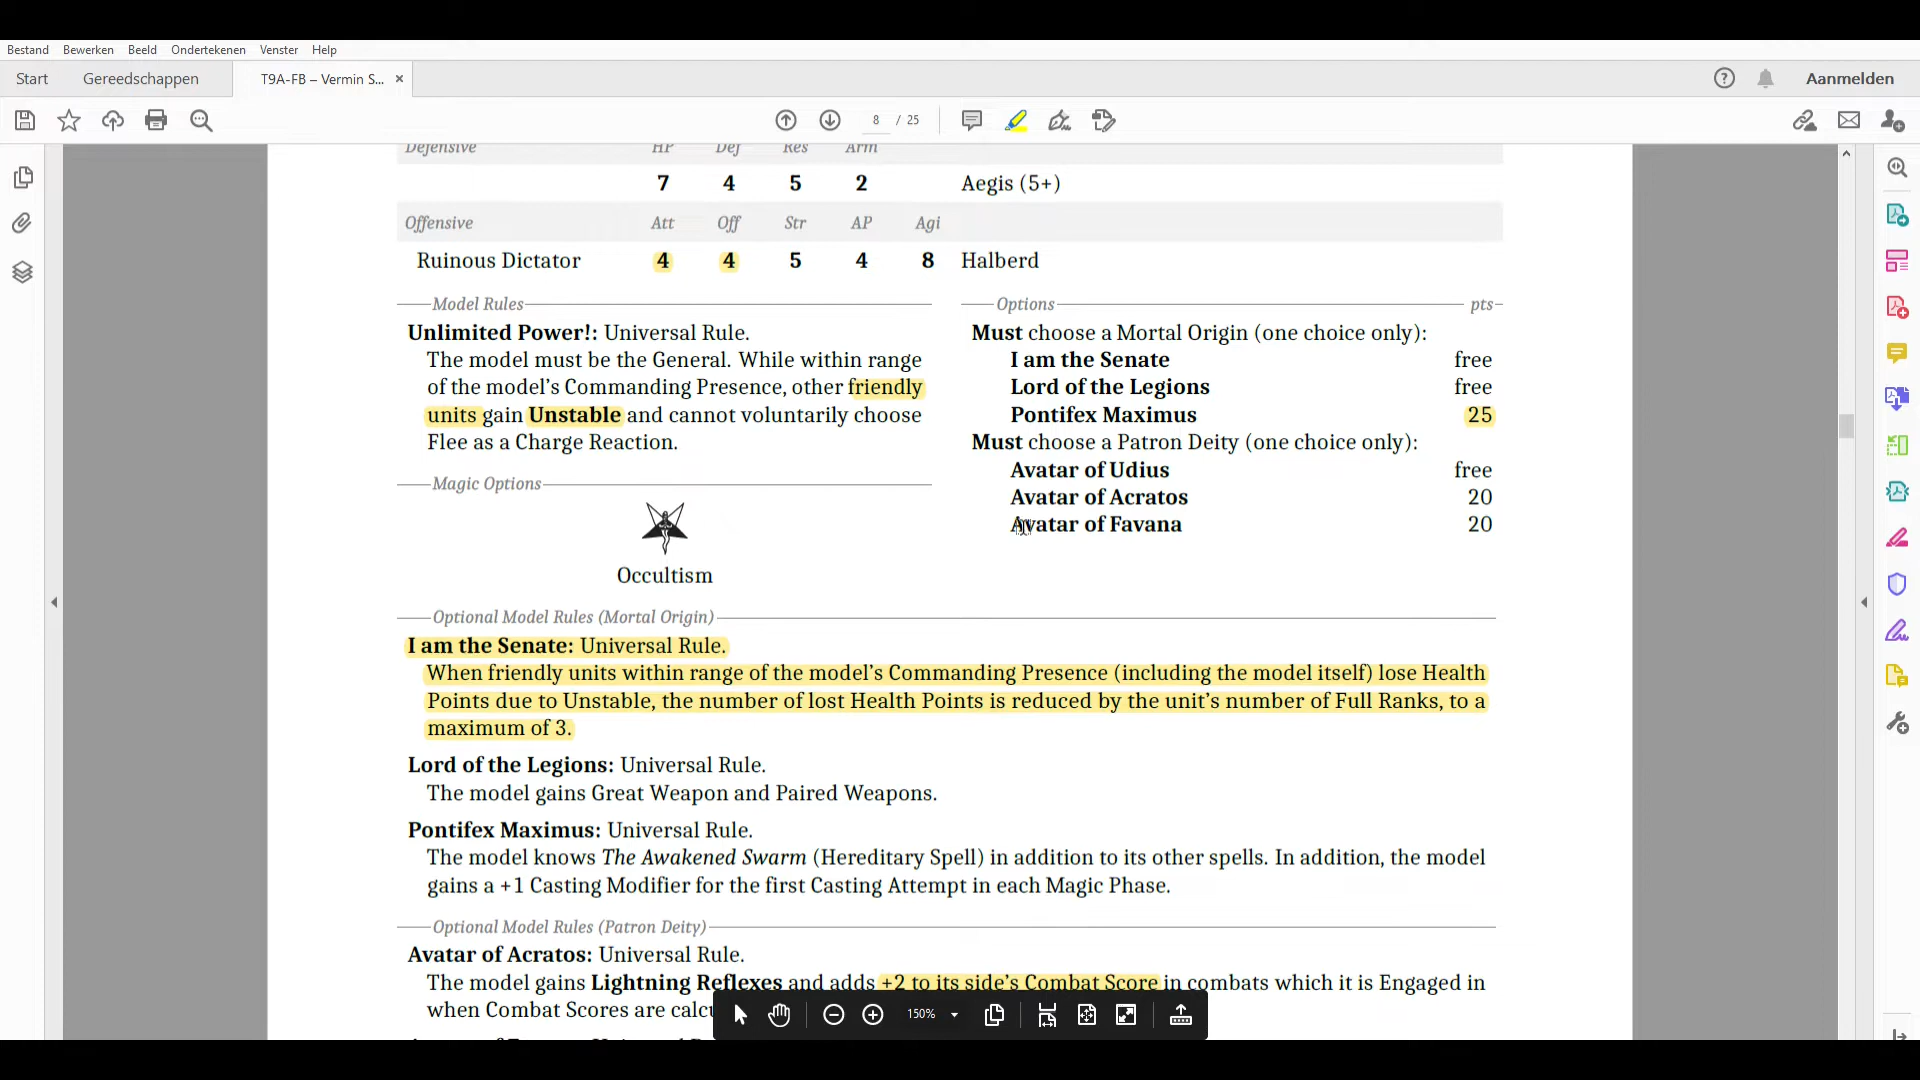 Bestand Bewerken Beeld Ondertekenen Venster Help
Start Gereedschappen T9A-FB – Vermin S... × Aanmelden
8 / 25
Defensive HP Def Res Arm
7 4 5 2 Aegis (5+)
Offensive Att Off Str AP Agi
Ruinous Dictator 4 4 5 4 8 Halberd
Model Rules
Unlimited Power!: Universal Rule.
The model must be the General. While within range
of the model’s Commanding Presence, other friendly
units gain Unstable and cannot voluntarily choose
Flee as a Charge Reaction.
Magic Options
Occultism
Options pts
Must choose a Mortal Origin (one choice only):
I am the Senate free
Lord of the Legions free
Pontifex Maximus 25
Must choose a Patron Deity (one choice only):
Avatar of Udius free
Avatar of Acratos 20
Avatar of Favana 20
Optional Model Rules (Mortal Origin)
I am the Senate: Universal Rule.
When friendly units within range of the model’s Commanding Presence (including the model itself) lose Health
Points due to Unstable, the number of lost Health Points is reduced by the unit’s number of Full Ranks, to a
maximum of 3.
Lord of the Legions: Universal Rule.
The model gains Great Weapon and Paired Weapons.
Pontifex Maximus: Universal Rule.
The model knows The Awakened Swarm (Hereditary Spell) in addition to its other spells. In addition, the model
gains a +1 Casting Modifier for the first Casting Attempt in each Magic Phase.
Optional Model Rules (Patron Deity)
Avatar of Acratos: Universal Rule.
The model gains Lightning Reflexes and adds +2 to its side’s Combat Score in combats which it is Engaged in
when Combat Scores are calcu
150%